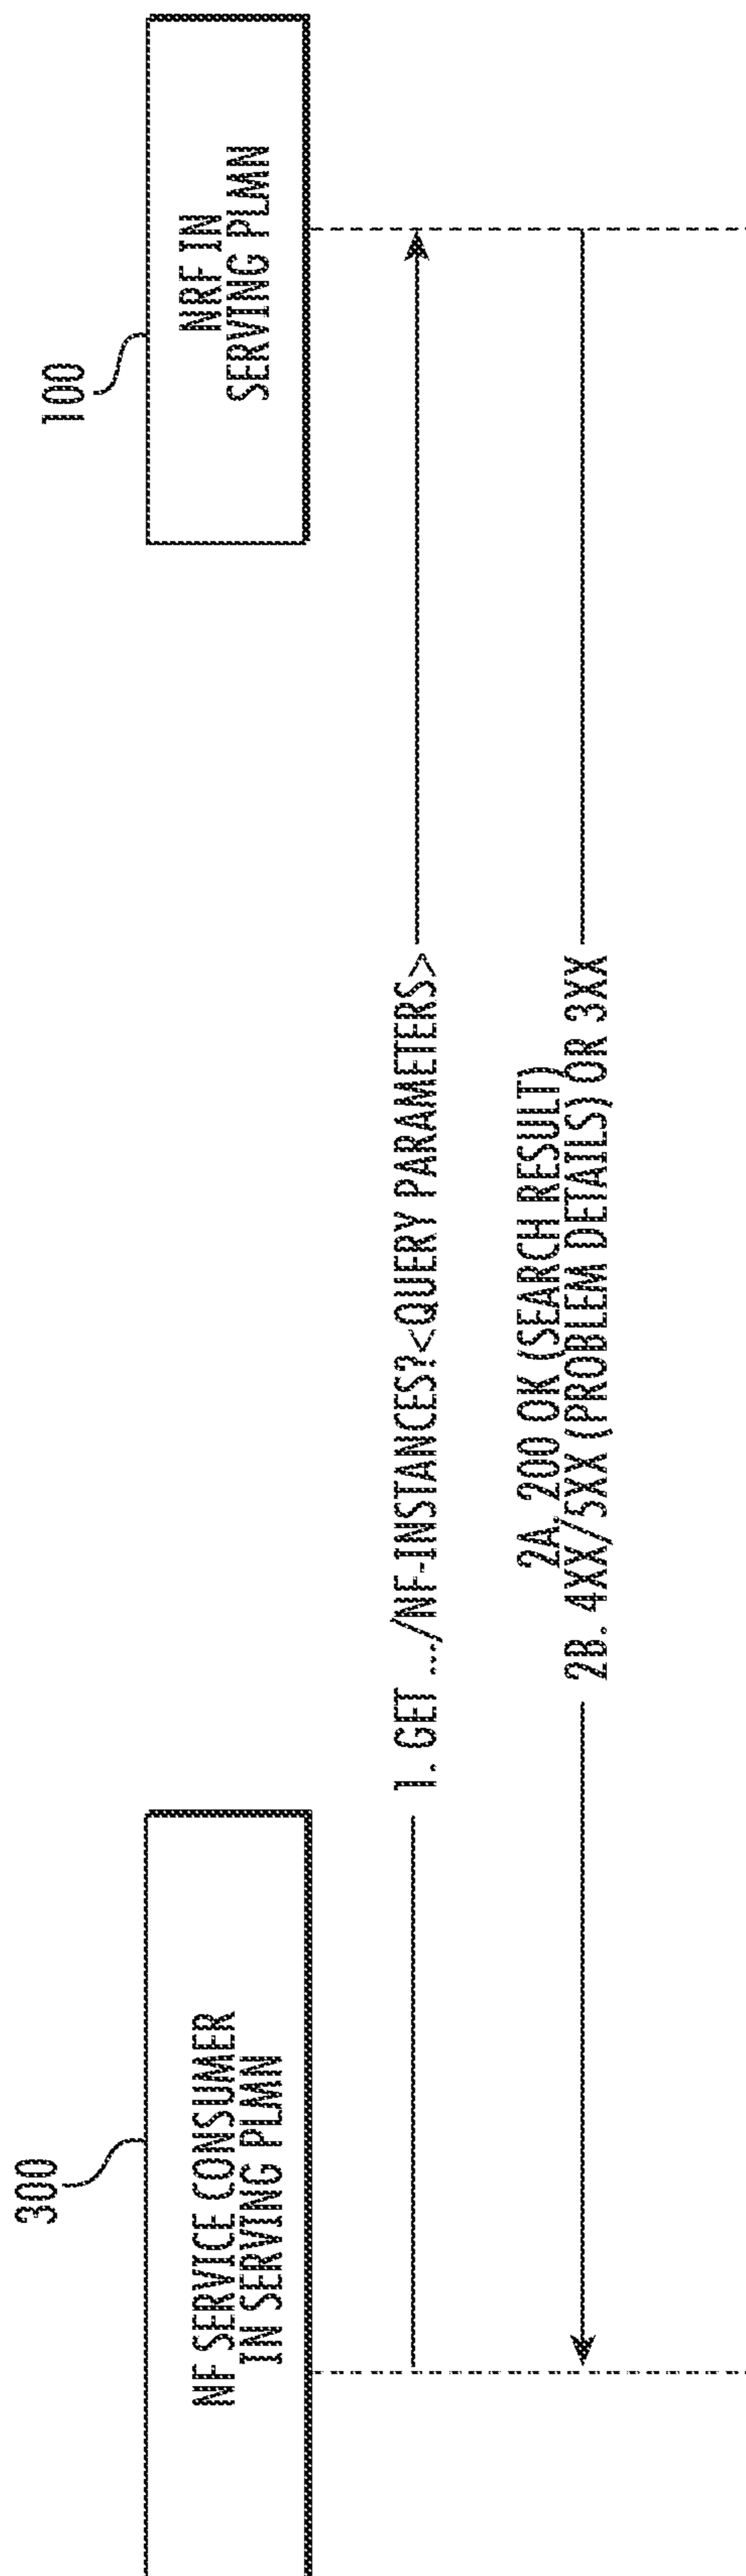 300
NF SERVICE CONSUMER
IN SERVING PLMN
100
NRF IN
SERVING PLMN
1. GET .../NF-INSTANCES?<QUERY PARAMETERS>
2A. 200 OK (SEARCH RESULT)
2B. 4XX/5XX (PROBLEM DETAILS) OR 3XX